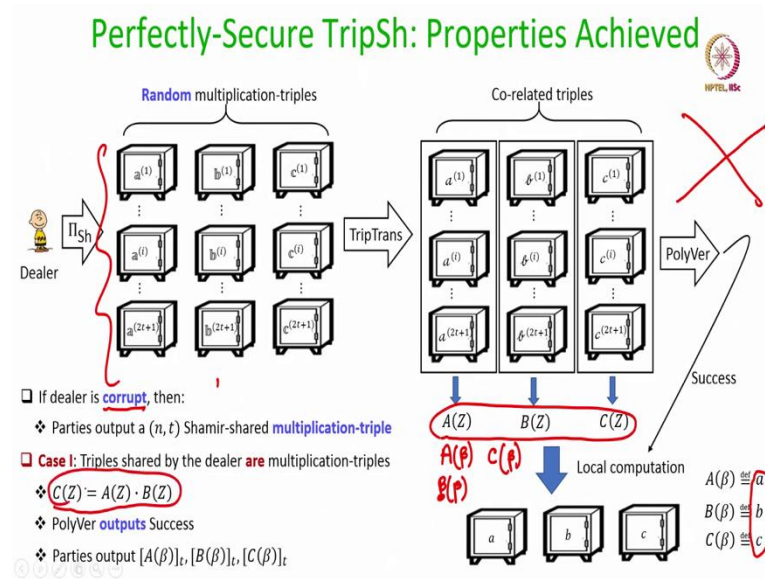 Perfectly-Secure TripSh: Properties Achieved
NPTEL, IISc
Random multiplication-triples
Co-related triples
𝕒^(1) 𝕓^(1) 𝕔^(1)
a^(1) b^(1) c^(1)
⋮ ⋮ ⋮
⋮ ⋮ ⋮
Dealer
Π_Sh
𝕒^(i) 𝕓^(i) 𝕔^(i)
TripTrans
a^(i) b^(i) c^(i)
PolyVer
⋮ ⋮ ⋮
⋮ ⋮ ⋮
𝕒^(2t+1) 𝕓^(2t+1) 𝕔^(2t+1)
a^(2t+1) b^(2t+1) c^(2t+1)
Success
❑ If dealer is corrupt, then:
❖ Parties output a (n, t) Shamir-shared multiplication-triple
❑ Case I: Triples shared by the dealer are multiplication-triples
❖ C(Z) = A(Z) · B(Z)
❖ PolyVer outputs Success
❖ Parties output [A(β)]_t, [B(β)]_t, [C(β)]_t
A(Z) B(Z) C(Z)
A(β) C(β)
B(β)
Local computation
A(β) ≝ a
B(β) ≝ b
C(β) ≝ c
a b c